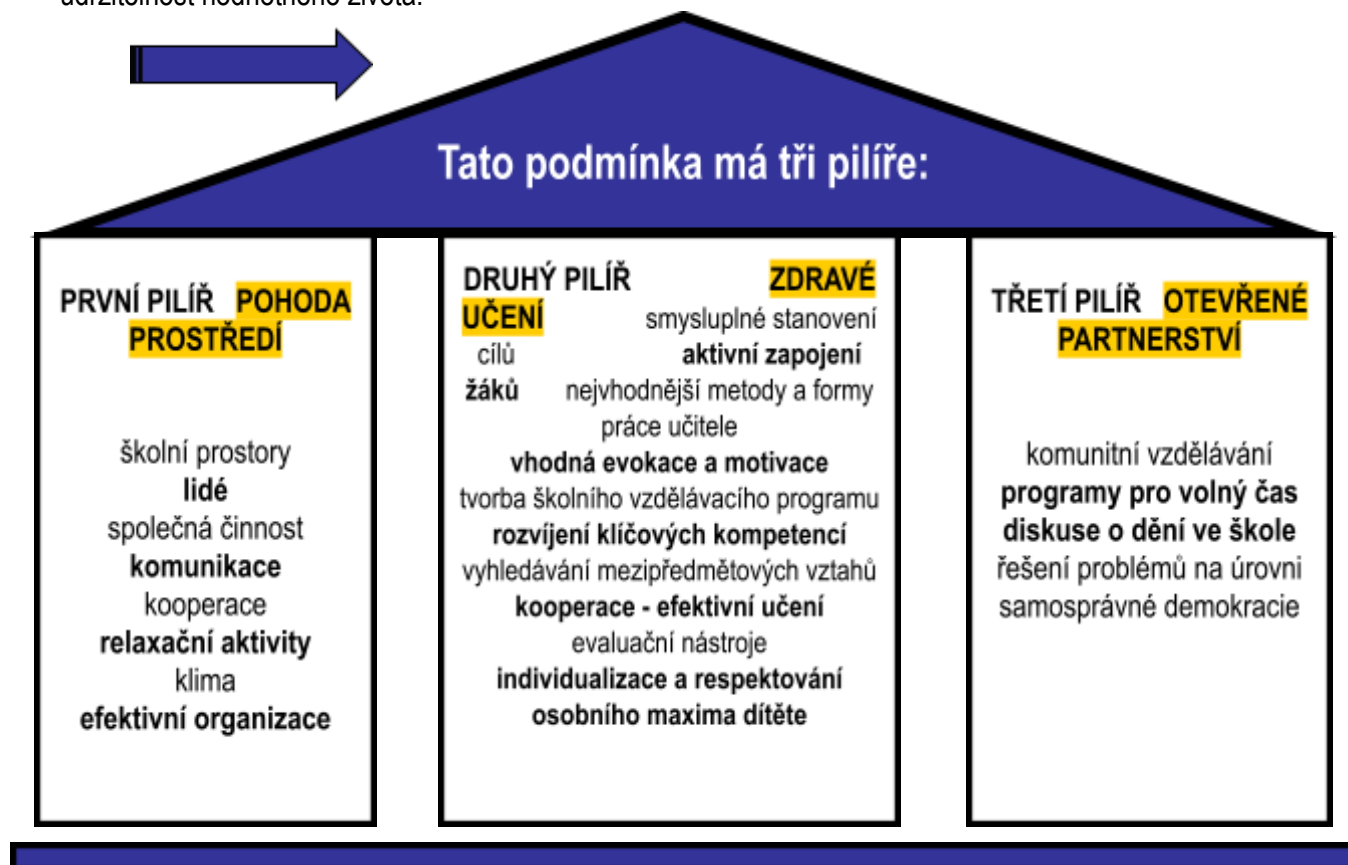 udržitelnost hodnotného života.
Tato podmínka má tři pilíře:
PRVNÍ PILÍŘ POHODA
PROSTŘEDÍ
školní prostory
lidé
společná činnost
komunikace
kooperace
relaxační aktivity
klima
efektivní organizace
DRUHÝ PILÍŘ ZDRAVÉ
UČENÍ smysluplné stanovení
cílů aktivní zapojení
žáků nejvhodnější metody a formy
práce učitele
vhodná evokace a motivace
tvorba školního vzdělávacího programu
rozvíjení klíčových kompetencí
vyhledávání mezipředmětových vztahů
kooperace - efektivní učení
evaluační nástroje
individualizace a respektování
osobního maxima dítěte
TŘETÍ PILÍŘ OTEVŘENÉ
PARTNERSTVÍ
komunitní vzdělávání
programy pro volný čas
diskuse o dění ve škole
řešení problémů na úrovni
samosprávné demokracie